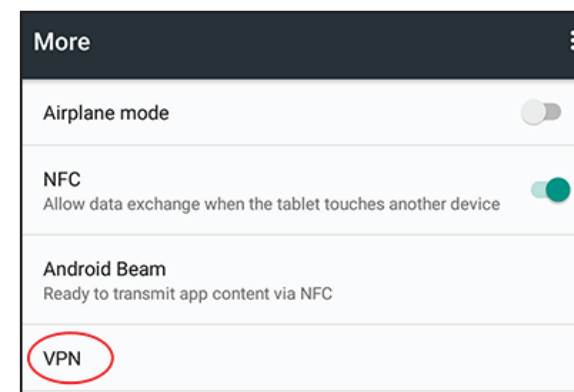 More
Airplane mode
NFC
Allow data exchange when the tablet touches another device
Android Beam
Ready to transmit app content via NFC
VPN